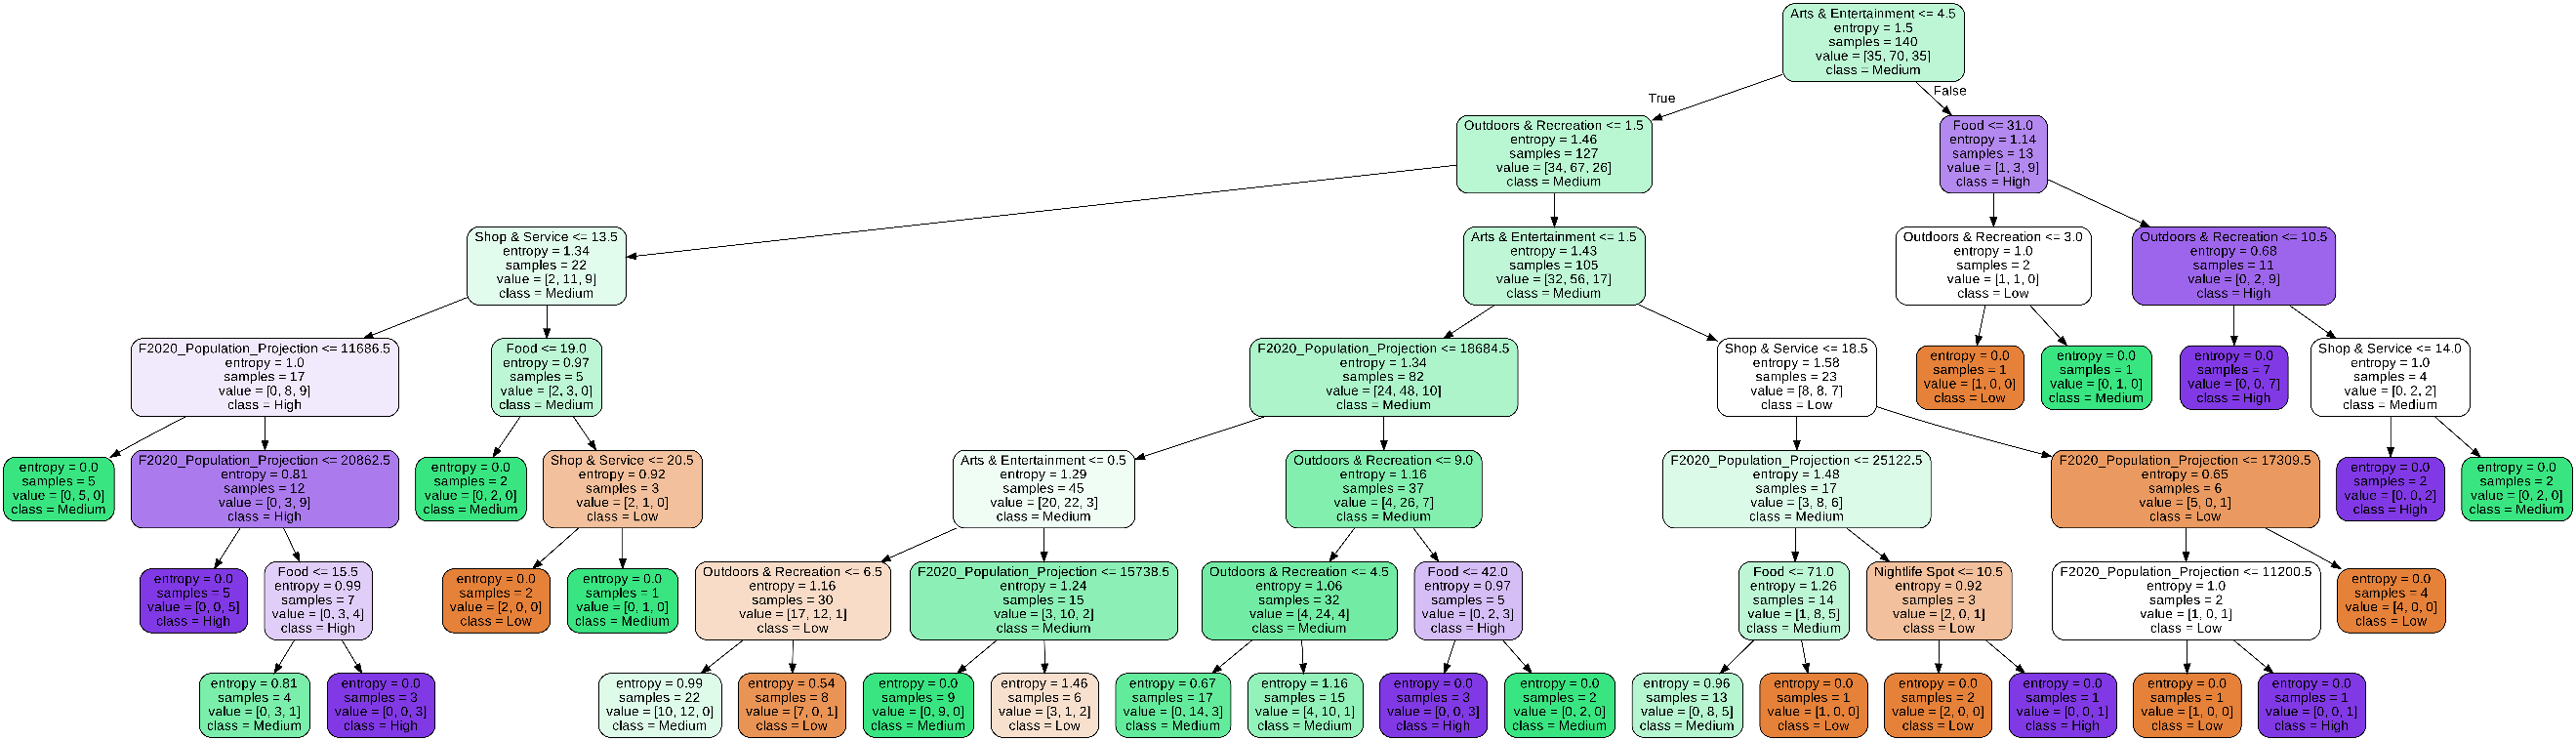 Arts & Entertainment <= 4.5
entropy = 1.5
samples = 140
value = [35, 70, 35]
class = Medium
True
False
Outdoors & Recreation <= 1.5
entropy = 1.46
samples = 127
value = [34, 67, 26]
class = Medium
Food <= 31.0
entropy = 1.14
samples = 13
value = [1, 3, 9]
class = High
Shop & Service <= 13.5
entropy = 1.34
samples = 22
value = [2, 11, 9]
class = Medium
Arts & Entertainment <= 1.5
entropy = 1.43
samples = 105
value = [32, 56, 17]
class = Medium
Outdoors & Recreation <= 3.0
entropy = 1.0
samples = 2
value = [1, 1, 0]
class = Low
Outdoors & Recreation <= 10.5
entropy = 0.68
samples = 11
value = [0, 2, 9]
class = High
F2020_Population_Projection <= 11686.5
entropy = 1.0
samples = 17
value = [0, 8, 9]
class = High
Food <= 19.0
entropy = 0.97
samples = 5
value = [2, 3, 0]
class = Medium
F2020_Population_Projection <= 18684.5
entropy = 1.34
samples = 82
value = [24, 48, 10]
class = Medium
Shop & Service <= 18.5
entropy = 1.58
samples = 23
value = [8, 8, 7]
class = Low
entropy = 0.0
samples = 1
value = [1, 0, 0]
class = Low
entropy = 0.0
samples = 1
value = [0, 1, 0]
class = Medium
entropy = 0.0
samples = 7
value = [0, 0, 7]
class = High
Shop & Service <= 14.0
entropy = 1.0
samples = 4
value = [0, 2, 2]
class = Medium
entropy = 0.0
samples = 5
value = [0, 5, 0]
class = Medium
F2020_Population_Projection <= 20862.5
entropy = 0.81
samples = 12
value = [0, 3, 9]
class = High
entropy = 0.0
samples = 2
value = [0, 2, 0]
class = Medium
Shop & Service <= 20.5
entropy = 0.92
samples = 3
value = [2, 1, 0]
class = Low
Arts & Entertainment <= 0.5
entropy = 1.29
samples = 45
value = [20, 22, 3]
class = Medium
Outdoors & Recreation <= 9.0
entropy = 1.16
samples = 37
value = [4, 26, 7]
class = Medium
F2020_Population_Projection <= 25122.5
entropy = 1.48
samples = 17
value = [3, 8, 6]
class = Medium
F2020_Population_Projection <= 17309.5
entropy = 0.65
samples = 6
value = [5, 0, 1]
class = Low
entropy = 0.0
samples = 2
value = [0, 0, 2]
class = High
entropy = 0.0
samples = 2
value = [0, 2, 0]
class = Medium
entropy = 0.0
samples = 5
value = [0, 0, 5]
class = High
Food <= 15.5
entropy = 0.99
samples = 7
value = [0, 3, 4]
class = High
entropy = 0.0
samples = 2
value = [2, 0, 0]
class = Low
entropy = 0.0
samples = 1
value = [0, 1, 0]
class = Medium
Outdoors & Recreation <= 6.5
entropy = 1.16
samples = 30
value = [17, 12, 1]
class = Low
F2020_Population_Projection <= 15738.5
entropy = 1.24
samples = 15
value = [3, 10, 2]
class = Medium
Outdoors & Recreation <= 4.5
entropy = 1.06
samples = 32
value = [4, 24, 4]
class = Medium
Food <= 42.0
entropy = 0.97
samples = 5
value = [0, 2, 3]
class = High
Food <= 71.0
entropy = 1.26
samples = 14
value = [1, 8, 5]
class = Medium
Nightlife Spot <= 10.5
entropy = 0.92
samples = 3
value = [2, 0, 1]
class = Low
F2020_Population_Projection <= 11200.5
entropy = 1.0
samples = 2
value = [1, 0, 1]
class = Low
entropy = 0.0
samples = 4
value = [4, 0, 0]
class = Low
entropy = 0.81
samples = 4
value = [0, 3, 1]
class = Medium
entropy = 0.0
samples = 3
value = [0, 0, 3]
class = High
entropy = 0.99
samples = 22
value = [10, 12, 0]
class = Medium
entropy = 0.54
samples = 8
value = [7, 0, 1]
class = Low
entropy = 0.0
samples = 9
value = [0, 9, 0]
class = Medium
entropy = 1.46
samples = 6
value = [3, 1, 2]
class = Low
entropy = 0.67
samples = 17
value = [0, 14, 3]
class = Medium
entropy = 1.16
samples = 15
value = [4, 10, 1]
class = Medium
entropy = 0.0
samples = 3
value = [0, 0, 3]
class = High
entropy = 0.0
samples = 2
value = [0, 2, 0]
class = Medium
entropy = 0.96
samples = 13
value = [0, 8, 5]
class = Medium
entropy = 0.0
samples = 1
value = [1, 0, 0]
class = Low
entropy = 0.0
samples = 2
value = [2, 0, 0]
class = Low
entropy = 0.0
samples = 1
value = [0, 0, 1]
class = High
entropy = 0.0
samples = 1
value = [1, 0, 0]
class = Low
entropy = 0.0
samples = 1
value = [0, 0, 1]
class = High